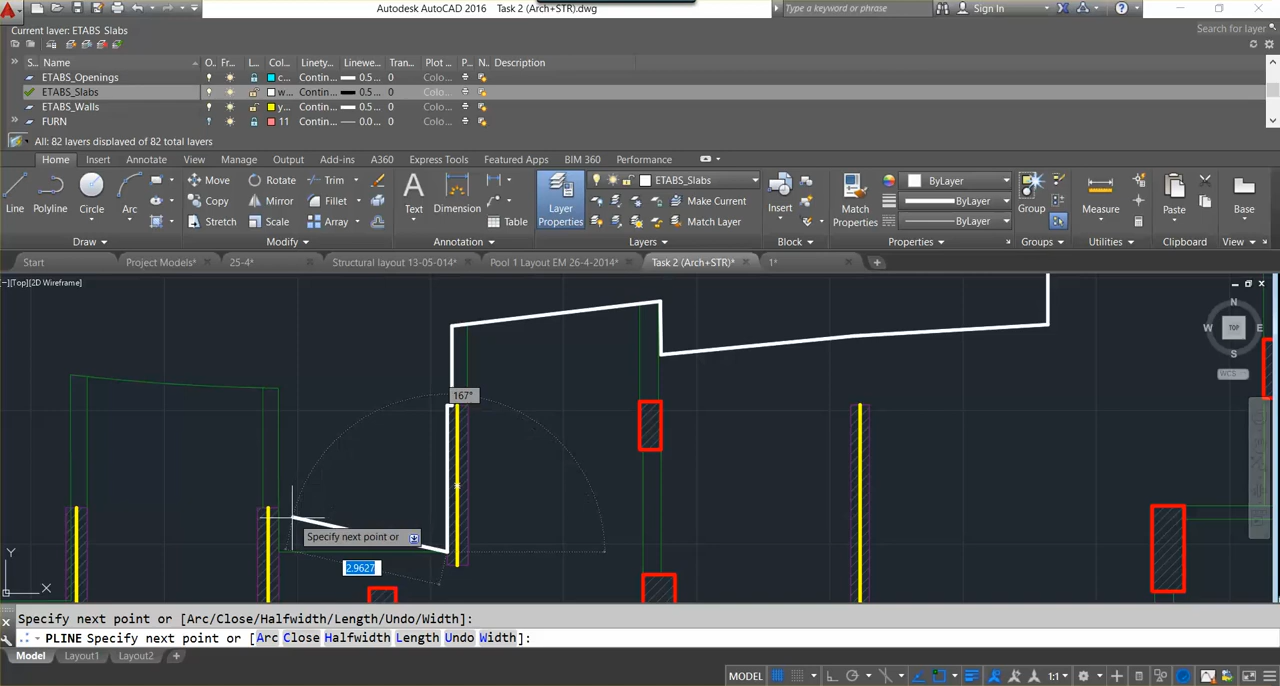 Autodesk AutoCAD 2016 Task 2 (Arch+STR).dwg
Type a keyword or phrase
Sign In
Current layer: ETABS_Slabs
Search for layer
S.. Name O. Fr... L... Col... Linety... Linewe... Tran... Plot ... P... N.. Description
ETABS_Openings c... Contin... 0.5... 0 Colo...
ETABS_Slabs w... Contin... 0.5... 0 Colo...
ETABS_Walls y... Contin... 0.5... 0 Colo...
FURN 11 Contin... 0.0... 0 Colo...
All: 82 layers displayed of 82 total layers
Home Insert Annotate View Manage Output Add-ins A360 Express Tools Featured Apps BIM 360 Performance
Line Polyline Circle Arc
Move Rotate Trim
Copy Mirror Fillet
Stretch Scale Array
Text Dimension Table
Layer Properties
ETABS_Slabs
Make Current
Match Layer
Insert
Match Properties
ByLayer
ByLayer
ByLayer
Group
Measure
Paste
Base
Draw Modify Annotation Layers Block Properties Groups Utilities Clipboard View
Start Project Models* 25-4* Structural layout 13-05-014* Pool 1 Layout EM 26-4-2014* Task 2 (Arch+STR)* 1*
[−][Top][2D Wireframe]
N
W TOP E
S
WCS
167°
Specify next point or
2.9627
Y
X
Specify next point or [Arc/Close/Halfwidth/Length/Undo/Width]:
PLINE Specify next point or [Arc Close Halfwidth Length Undo Width]:
Model Layout1 Layout2 +
MODEL 1:1